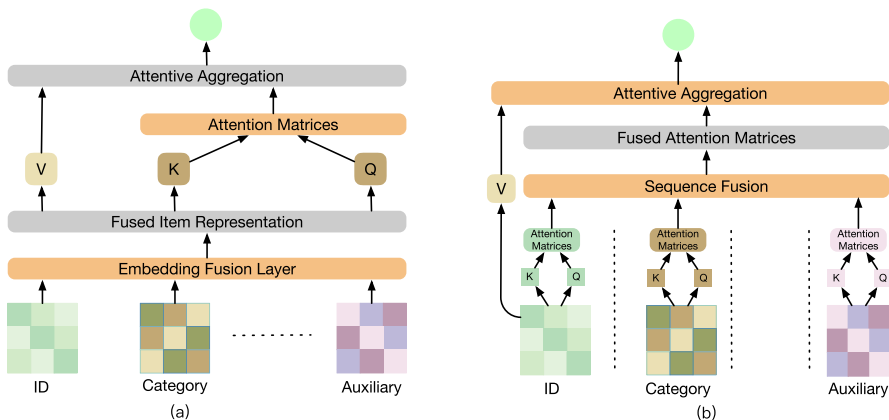 Attentive Aggregation
Attention Matrices
V
K
Q
Fused Item Representation
Embedding Fusion Layer
ID
Category
Auxiliary
(a)
Attentive Aggregation
Fused Attention Matrices
V
Sequence Fusion
Attention
Matrices
Attention
Matrices
Attention
Matrices
K Q K Q K Q
ID
Category
Auxiliary
(b)